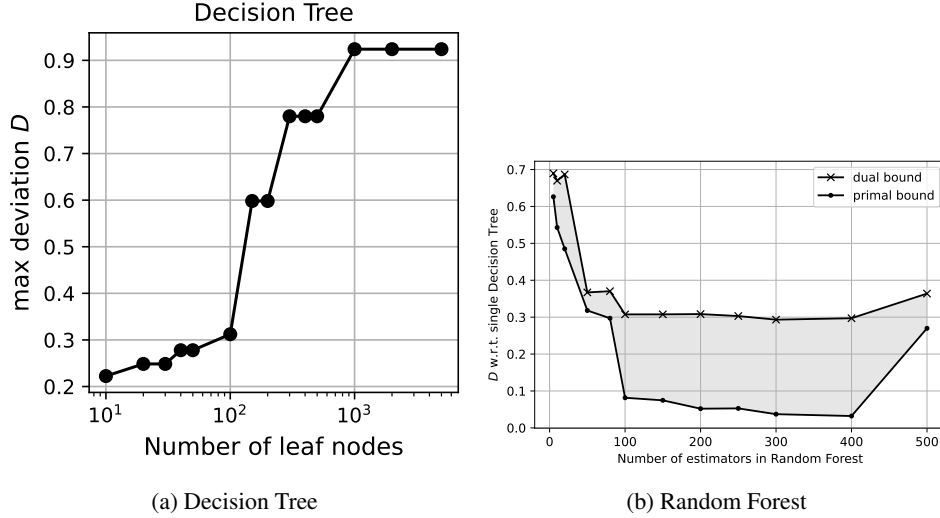 Decision Tree
max deviation D
0.9
0.8
0.7
0.6
0.5
0.4
0.3
0.2
10^1
10^2
10^3
Number of leaf nodes
(a) Decision Tree
D w.r.t. single Decision Tree
0.7
0.6
0.5
0.4
0.3
0.2
0.1
0.0
dual bound
primal bound
0
100
200
300
400
500
Number of estimators in Random Forest
(b) Random Forest